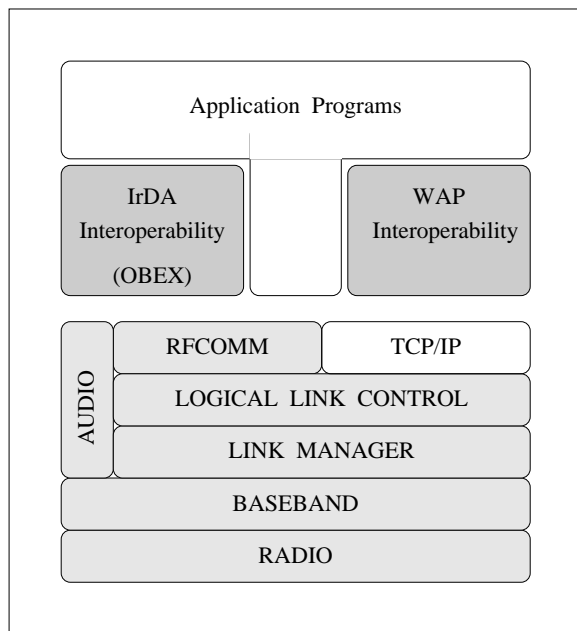 Application Programs
IrDA
Interoperability
(OBEX)
WAP
Interoperability
AUDIO
RFCOMM
TCP/IP
LOGICAL LINK CONTROL
LINK MANAGER
BASEBAND
RADIO